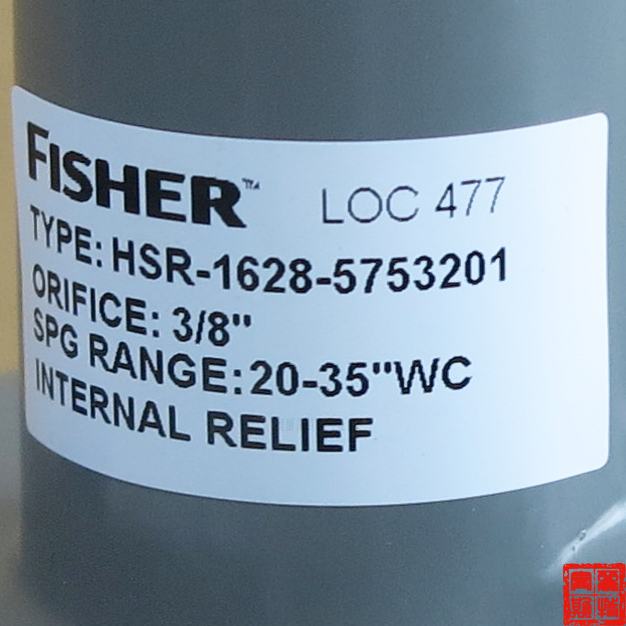 FISHER™ LOC 477
TYPE: HSR-1628-5753201
ORIFICE: 3/8"
SPG RANGE: 20-35"WC
INTERNAL RELIEF